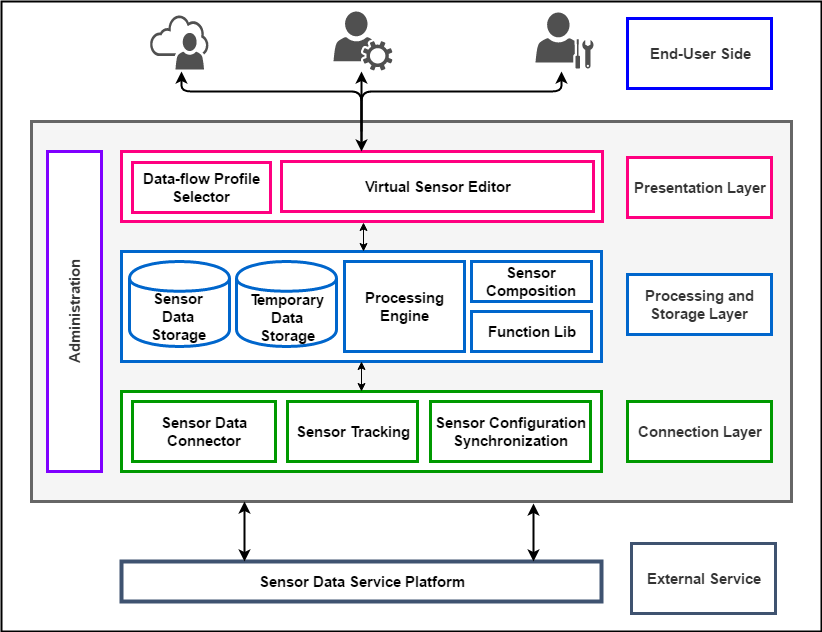 End-User Side
Data-flow Profile
Selector
Virtual Sensor Editor
Presentation Layer
Administration
Sensor
Data
Storage
Temporary
Data
Storage
Processing
Engine
Sensor
Composition
Function Lib
Processing and
Storage Layer
Sensor Data
Connector
Sensor Tracking
Sensor Configuration
Synchronization
Connection Layer
Sensor Data Service Platform
External Service